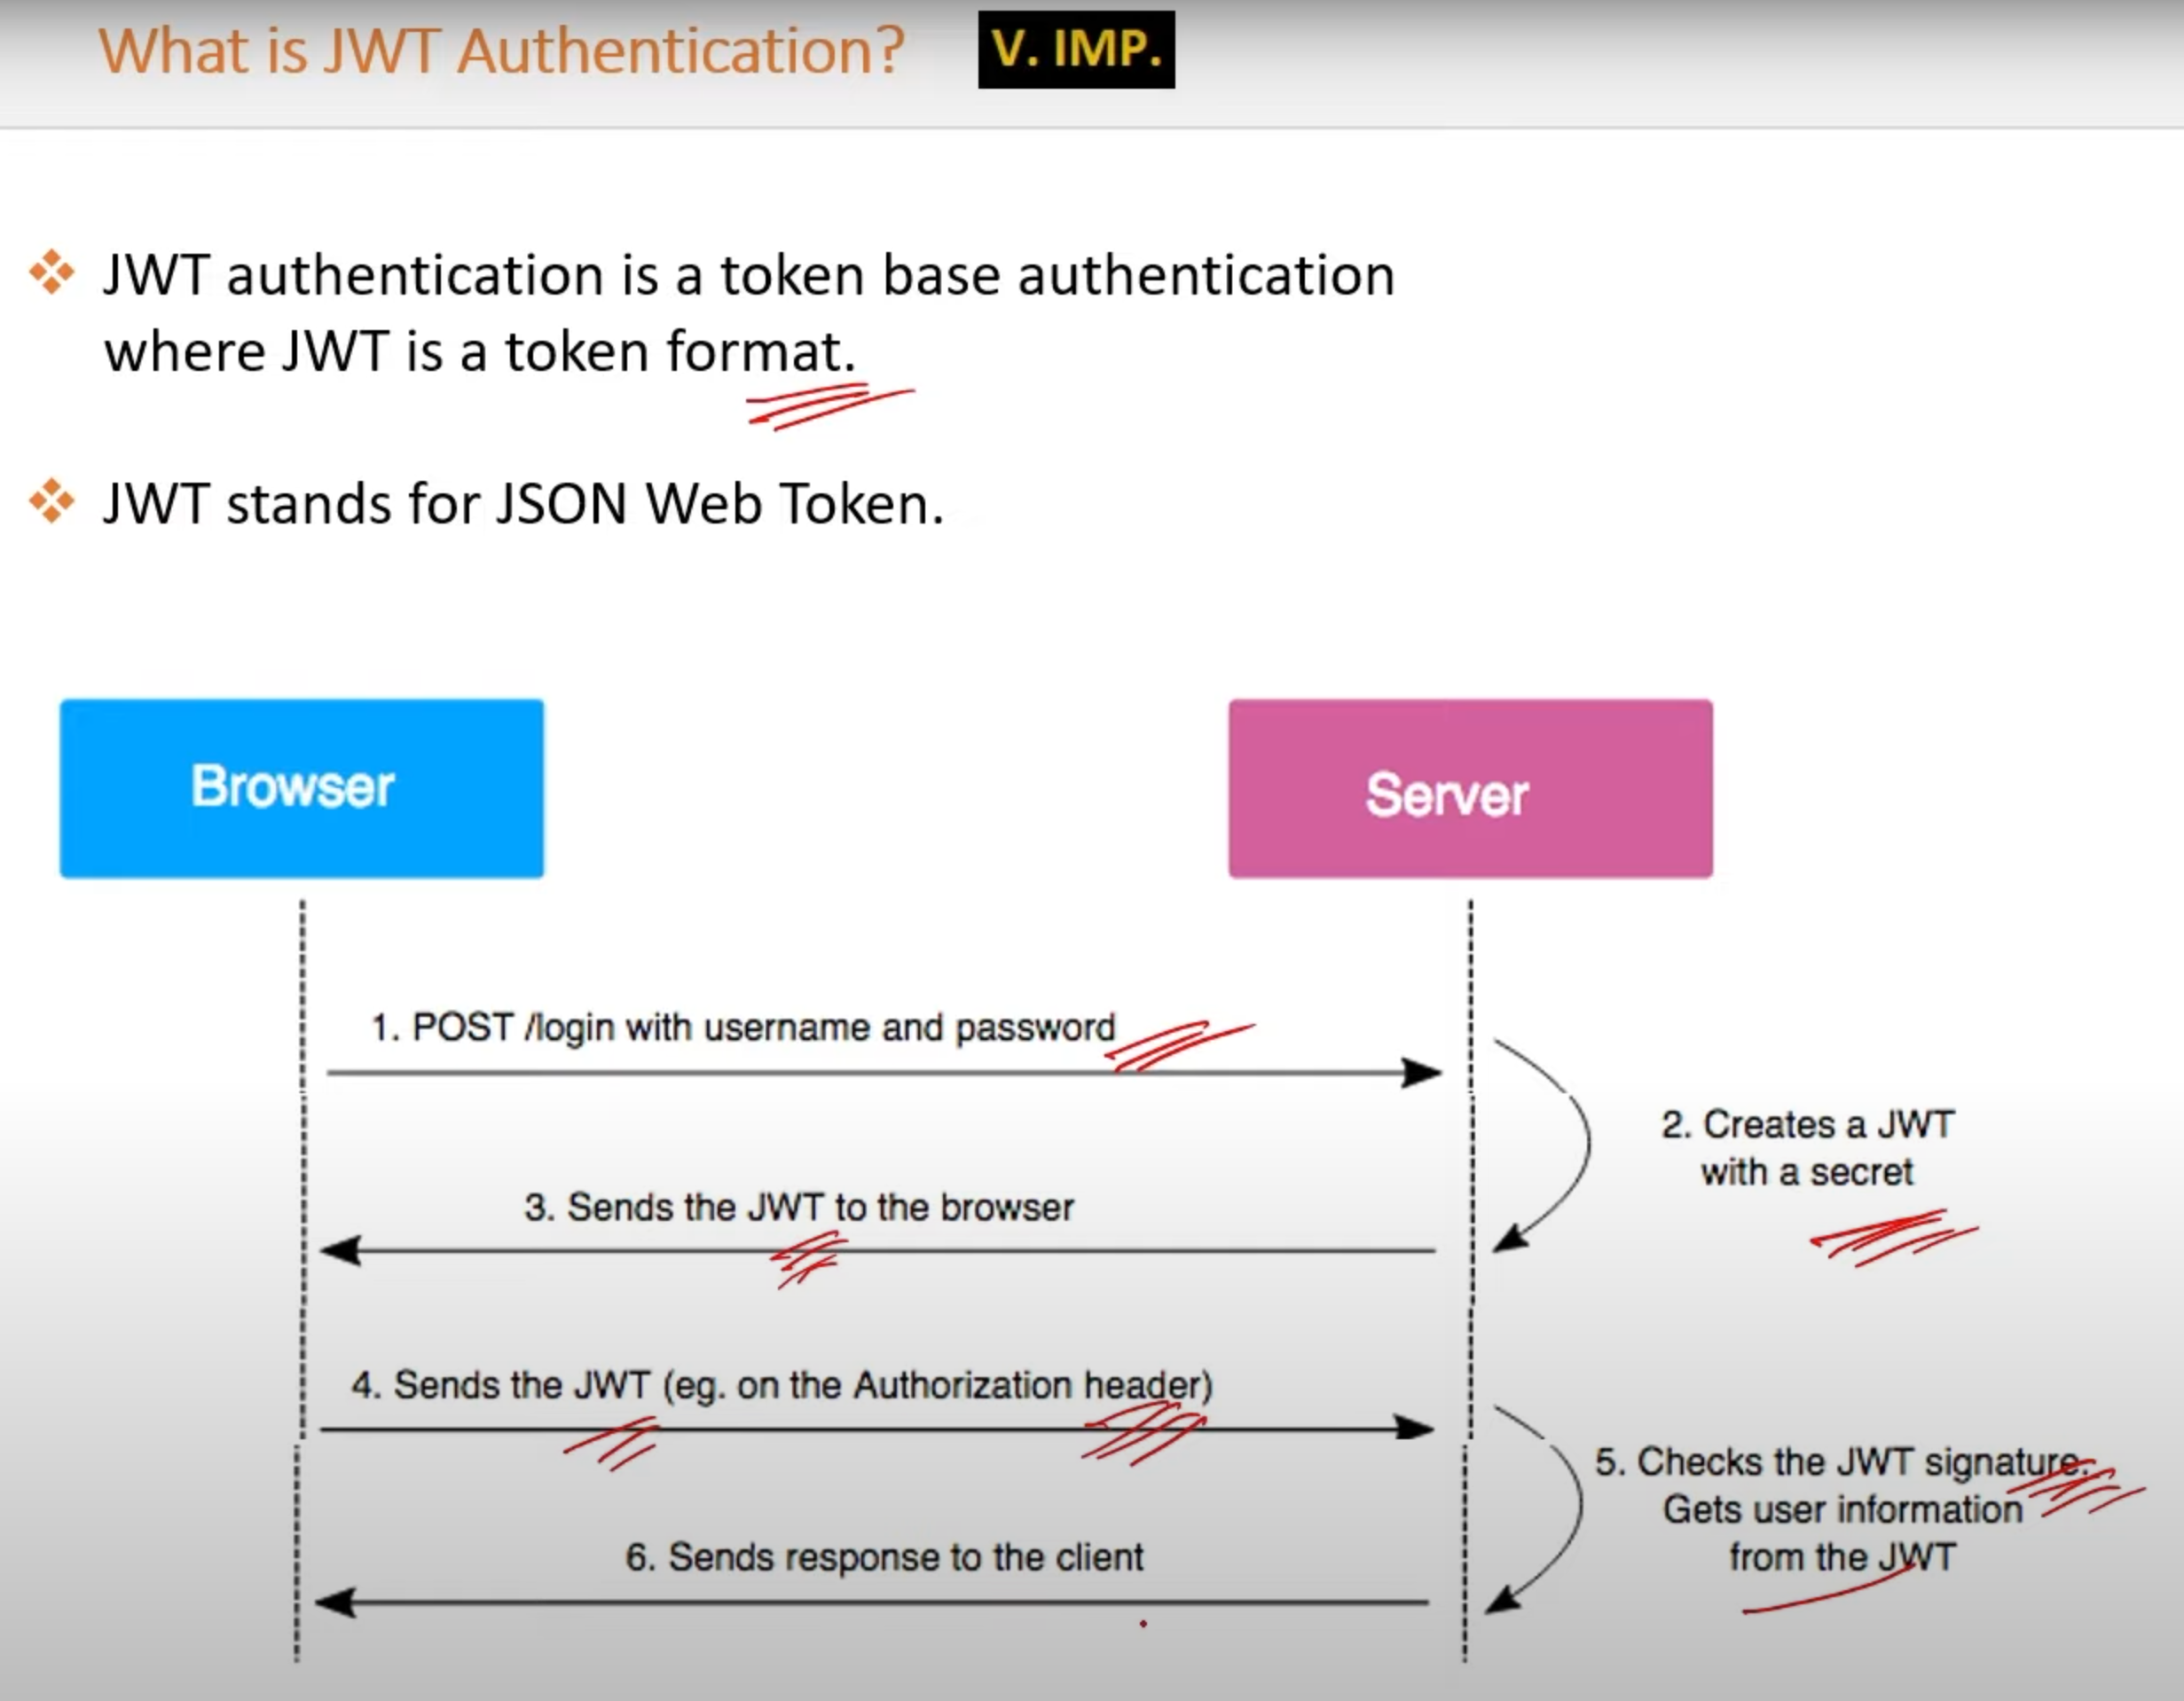 What is JWT Authentication?
V. IMP.
JWT authentication is a token base authentication
where JWT is a token format.
JWT stands for JSON Web Token.
Browser
Server
1. POST /login with username and password
2. Creates a JWT
with a secret
3. Sends the JWT to the browser
4. Sends the JWT (eg. on the Authorization header)
5. Checks the JWT signature.
Gets user information
from the JWT
6. Sends response to the client